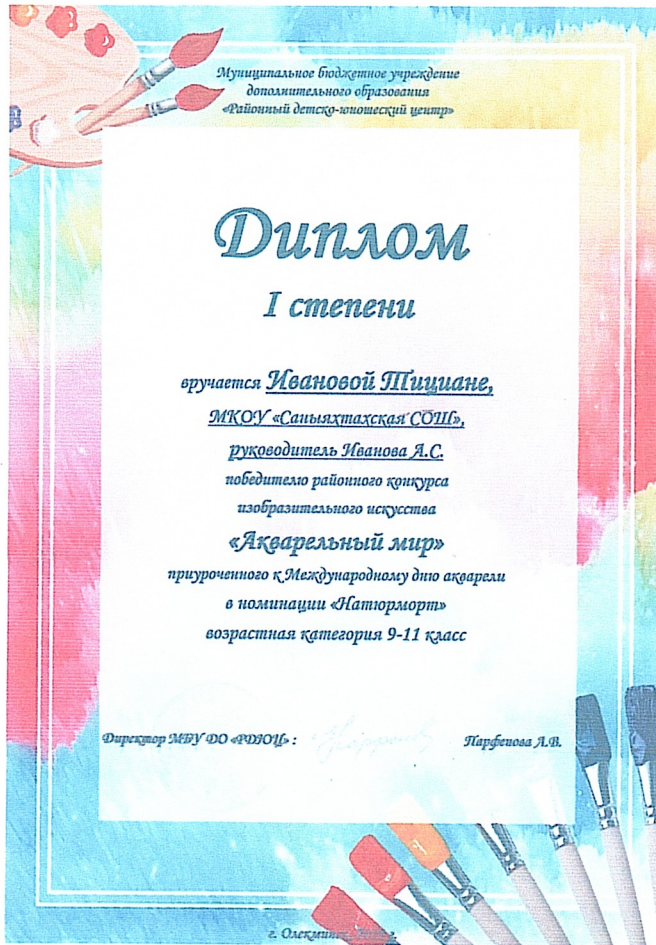 Муниципальное бюджетное учреждение
дополнительного образования
«Районный детско-юношеский центр»
Диплом
I степени
вручается Ивановой Тициане,
МКОУ «Саныяхтахская СОШ»,
руководитель Иванова А.С.
победителю районного конкурса
изобразительного искусства
«Акварельный мир»
приуроченного к Международному дню акварели
в номинации «Натюрморт»
возрастная категория 9-11 класс
Директор МБУ ДО «РДЮЦ» : Парфенова А.В.
г. Олекминск